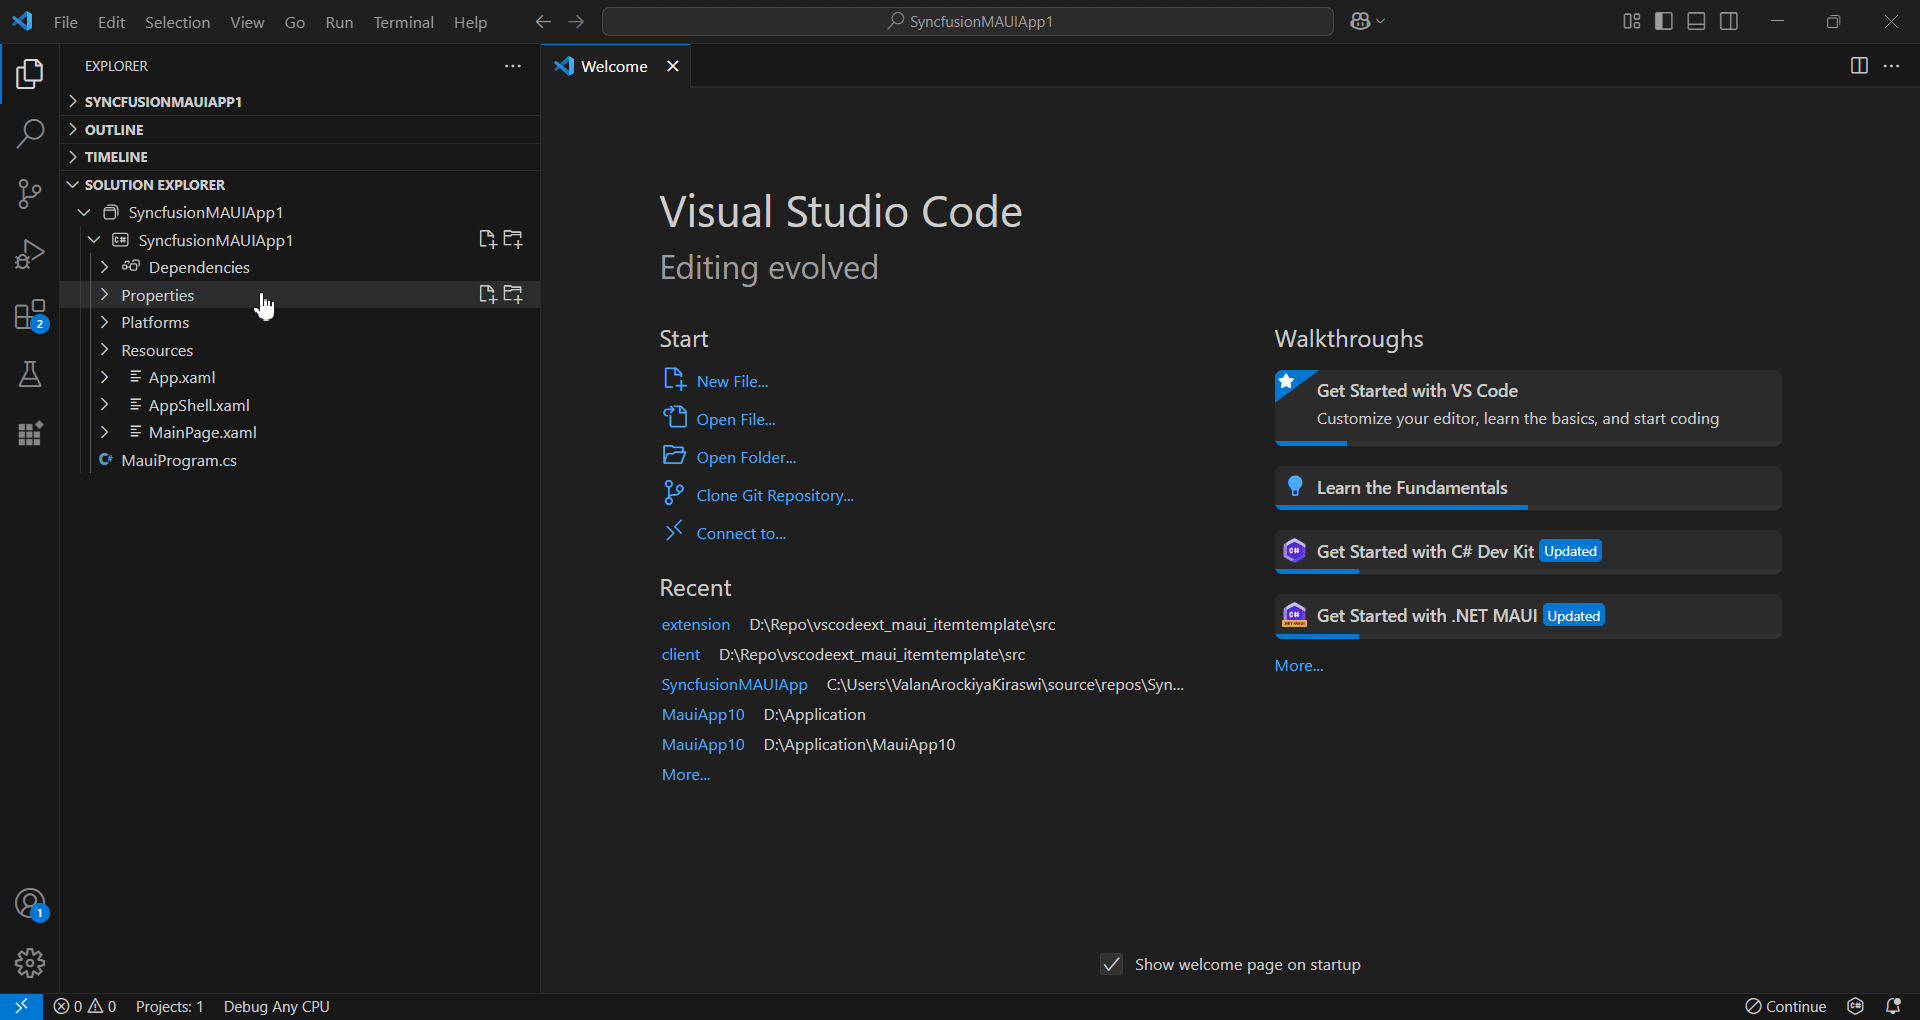 File Edit Selection View Go Run Terminal Help
SyncfusionMAUIApp1
EXPLORER
SYNCFUSIONMAUIAPP1
OUTLINE
TIMELINE
SOLUTION EXPLORER
SyncfusionMAUIApp1
SyncfusionMAUIApp1
Dependencies
Properties
Platforms
Resources
App.xaml
AppShell.xaml
MainPage.xaml
C# MauiProgram.cs
2
1
Welcome
Visual Studio Code
Editing evolved
Start
New File...
Open File...
Open Folder...
Clone Git Repository...
Connect to...
Recent
extension D:\Repo\vscodeext_maui_itemtemplate\src
client D:\Repo\vscodeext_maui_itemtemplate\src
SyncfusionMAUIApp C:\Users\ValanArockiyaKiraswi\source\repos\Syn...
MauiApp10 D:\Application
MauiApp10 D:\Application\MauiApp10
More...
Walkthroughs
Get Started with VS Code
Customize your editor, learn the basics, and start coding
Learn the Fundamentals
Get Started with C# Dev Kit Updated
Get Started with .NET MAUI Updated
More...
Show welcome page on startup
0 0 Projects: 1 Debug Any CPU
Continue